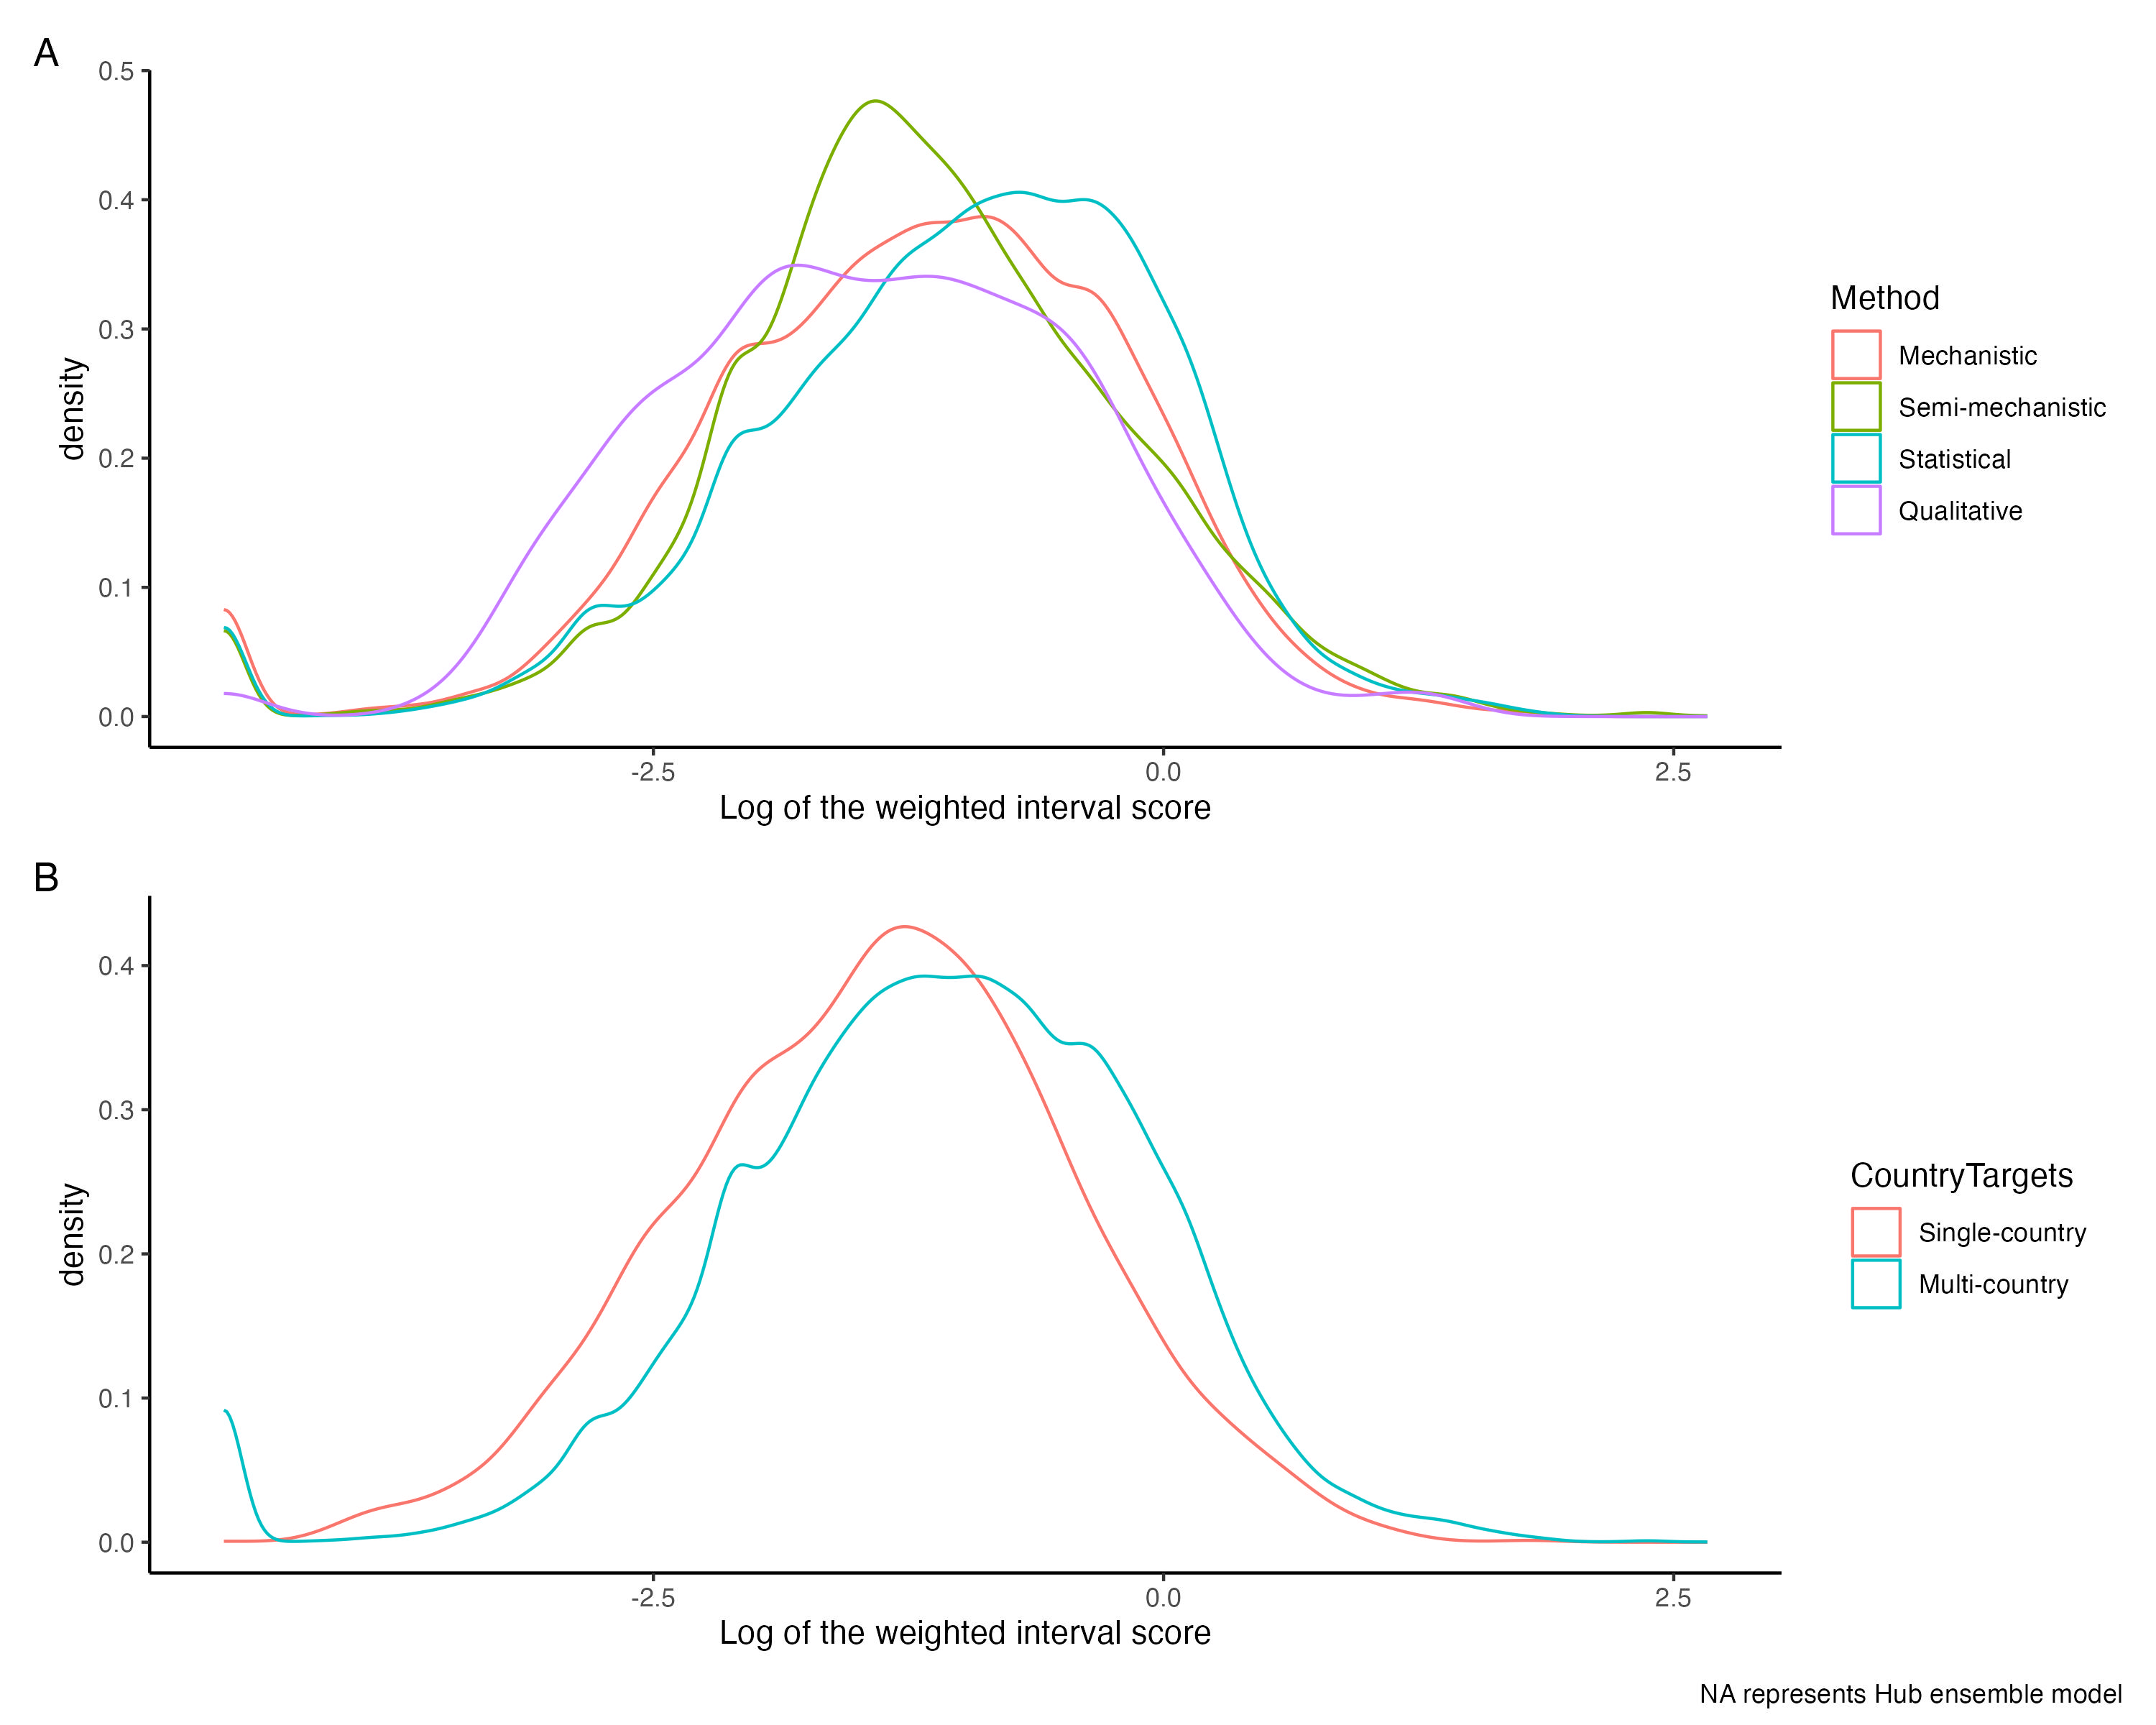 A
0.5
0.4
0.3
0.2
0.1
0.0
density
-2.5 0.0 2.5
Log of the weighted interval score
Method
Mechanistic
Semi-mechanistic
Statistical
Qualitative
B
0.4
0.3
0.2
0.1
0.0
density
-2.5 0.0 2.5
Log of the weighted interval score
CountryTargets
Single-country
Multi-country
NA represents Hub ensemble model